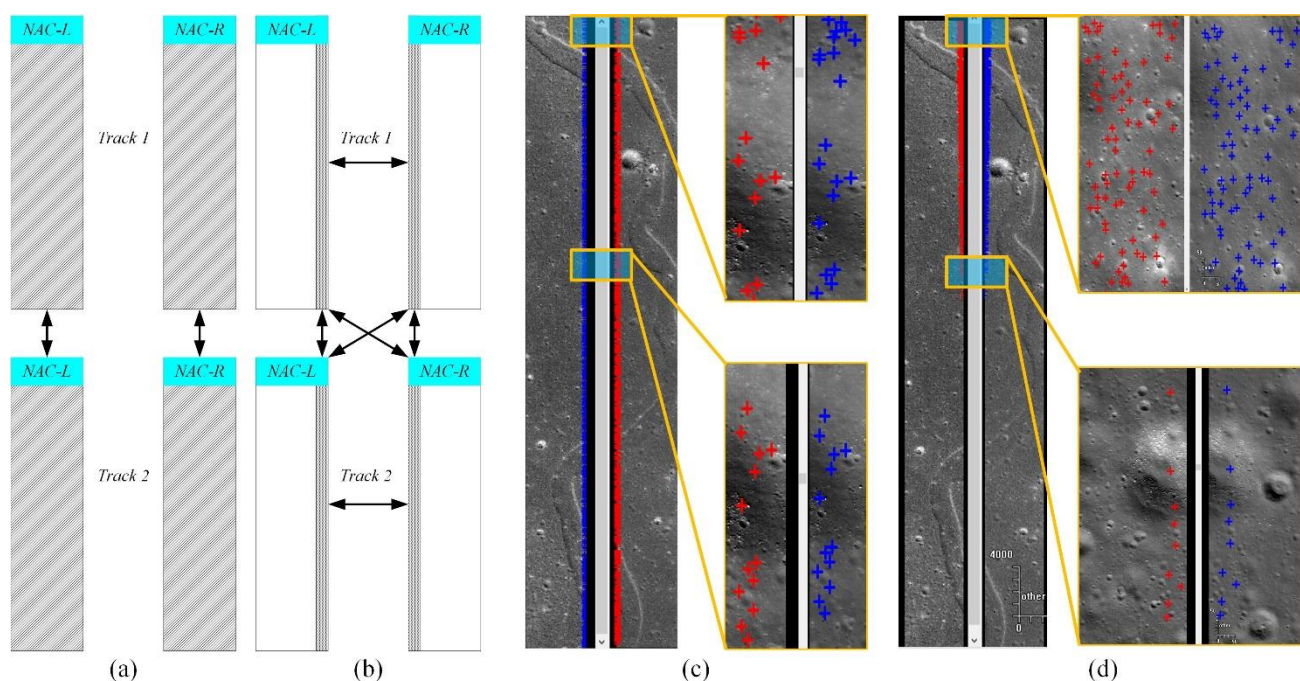 NAC-L
NAC-R
NAC-L
NAC-R
Track 1
Track 1
NAC-L
NAC-R
NAC-L
NAC-R
Track 2
Track 2
4000
other
0
(a)
(b)
(c)
(d)